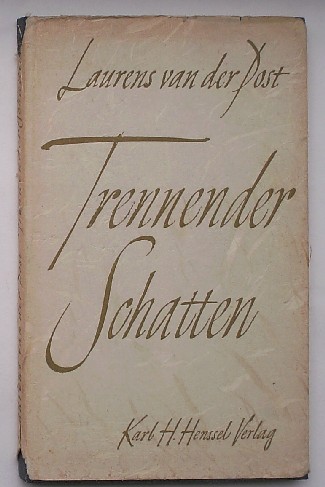 Laurens van der Post
Trennender
Schatten
Karl H. Henssel Verlag